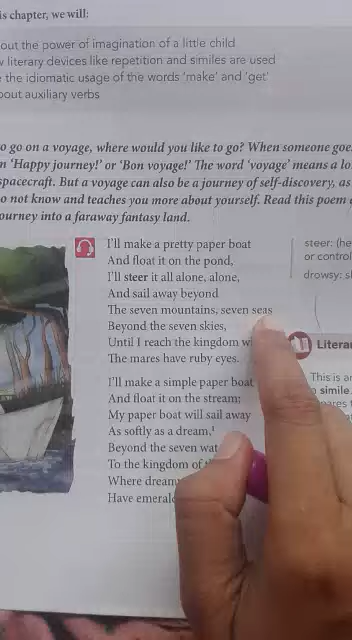 is chapter, we will:
out the power of imagination of a little child
literary devices like repetition and similes are used
the idiomatic usage of the words 'make' and 'get'
out auxiliary verbs
o go on a voyage, where would you like to go? When someone goe
n 'Happy journey!' or 'Bon voyage!' The word 'voyage' means a lo
spacecraft. But a voyage can also be a journey of self-discovery, as
o not know and teaches you more about yourself. Read this poem
ourney into a faraway fantasy land.
I'll make a pretty paper boat
And float it on the pond,
I'll steer it all alone, alone,
And sail away beyond
The seven mountains, seven seas
Beyond the seven skies,
Until I reach the kingdom w
The mares have ruby eyes.
I'll make a simple paper boat
And float it on the stream;
My paper boat will sail away
As softly as a dream,¹
Beyond the seven wat
To the kingdom of
Where dream
Have emeral
steer: (he
or control
drowsy: sl
Litera
This is a
simile